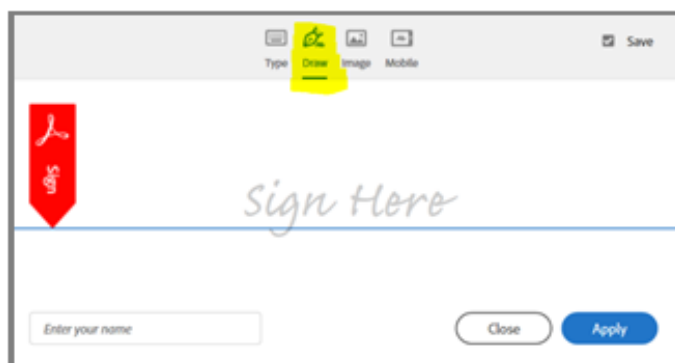 Type Draw Image Mobile Save
Sign
Sign Here
Enter your name Close Apply